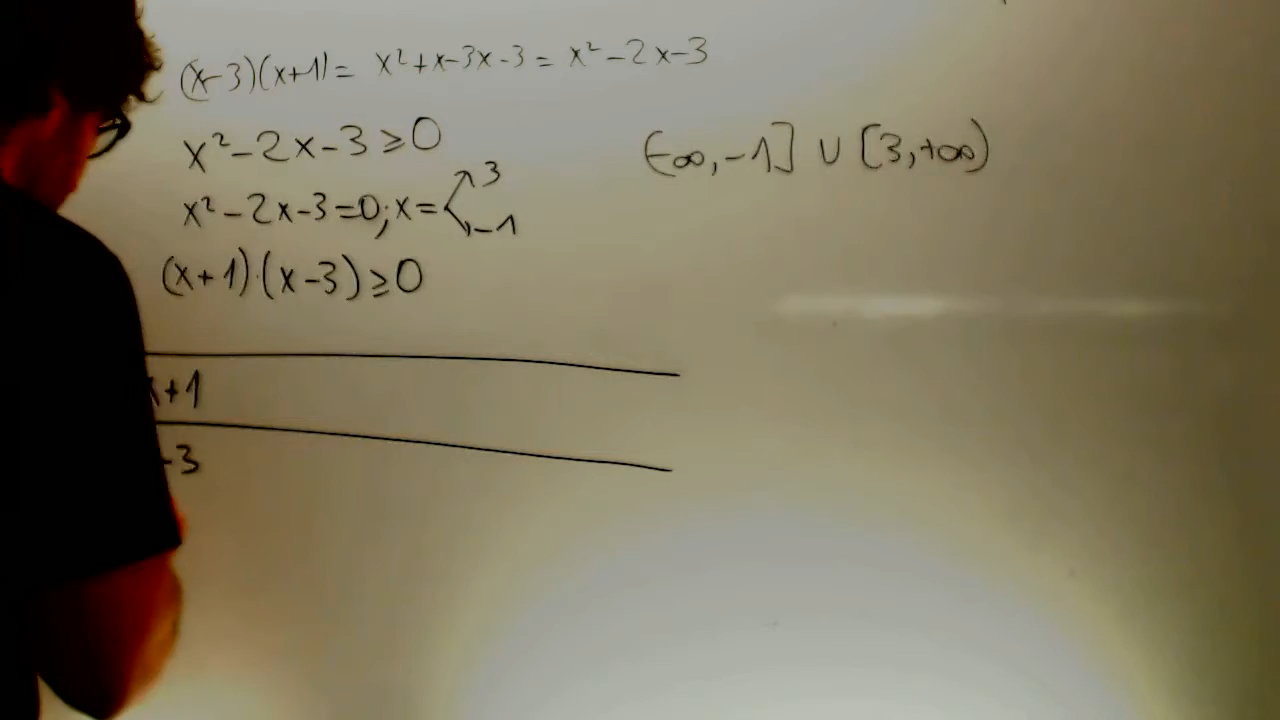 (x-3)(x+1)= x²+x-3x-3 = x²-2x-3
x²-2x-3≥0
(-∞,-1] ∪ [3,+∞)
x²-2x-3=0; x= 3
-1
(x+1)·(x-3)≥0
x+1
-3